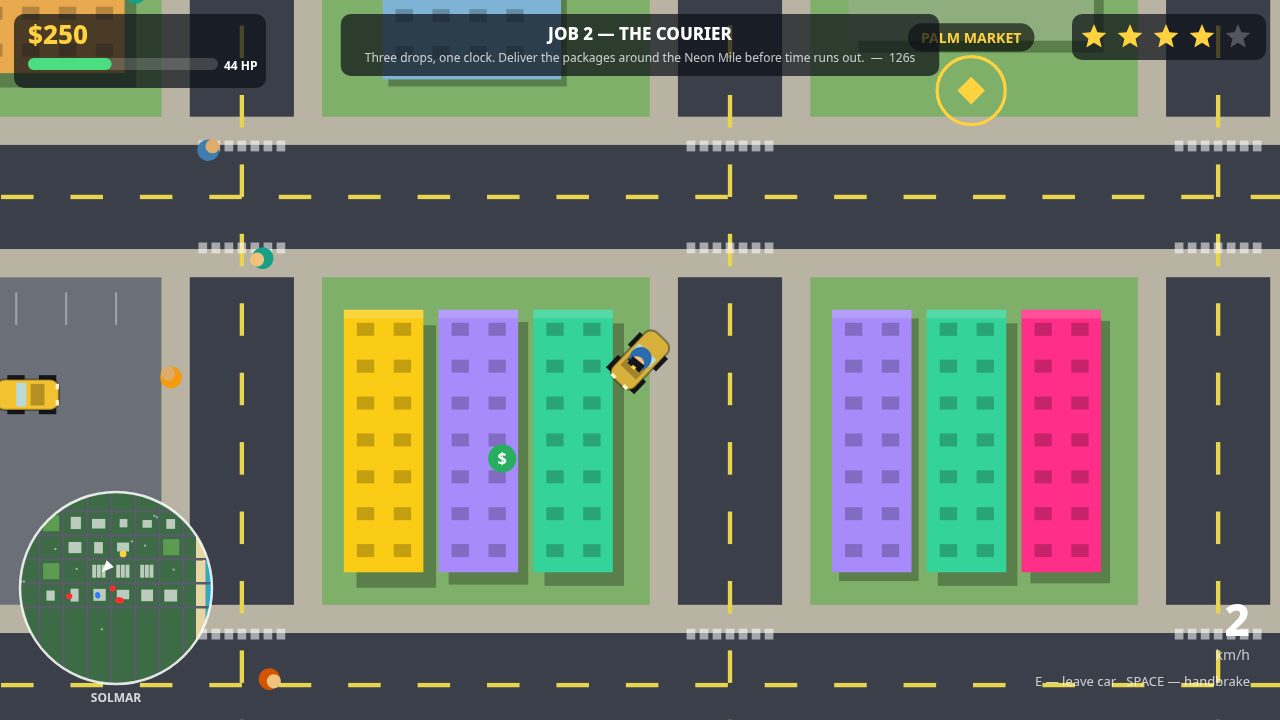 $250
44 HP
JOB 2 — THE COURIER
Three drops, one clock. Deliver the packages around the Neon Mile before time runs out. — 126s
PALM MARKET
$
SOLMAR
2
km/h
E — leave car SPACE — handbrake